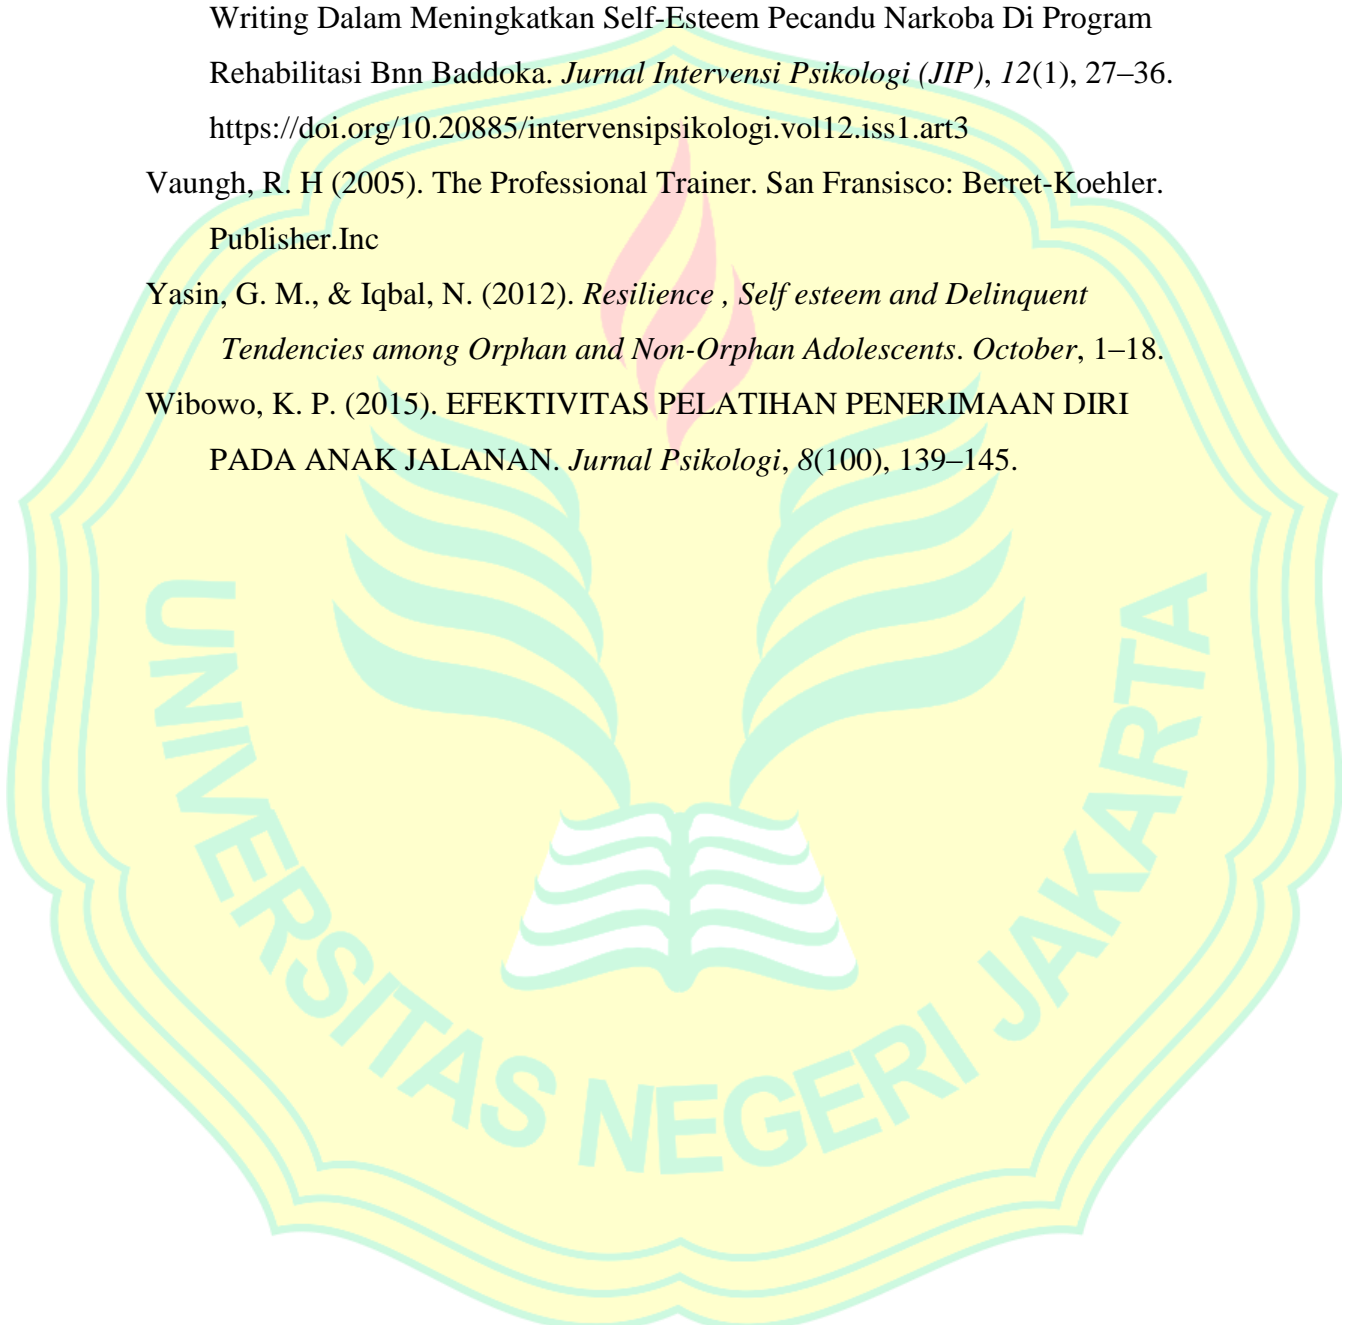 Writing Dalam Meningkatkan Self-Esteem Pecandu Narkoba Di Program
Rehabilitasi Bnn Baddoka. Jurnal Intervensi Psikologi (JIP), 12(1), 27–36.
https://doi.org/10.20885/intervensipsikologi.vol12.iss1.art3
Vaungh, R. H (2005). The Professional Trainer. San Fransisco: Berret-Koehler.
Publisher.Inc
Yasin, G. M., & Iqbal, N. (2012). Resilience , Self esteem and Delinquent
Tendencies among Orphan and Non-Orphan Adolescents. October, 1–18.
Wibowo, K. P. (2015). EFEKTIVITAS PELATIHAN PENERIMAAN DIRI
PADA ANAK JALANAN. Jurnal Psikologi, 8(100), 139–145.
UNIVERSITAS NEGERI JAKARTA